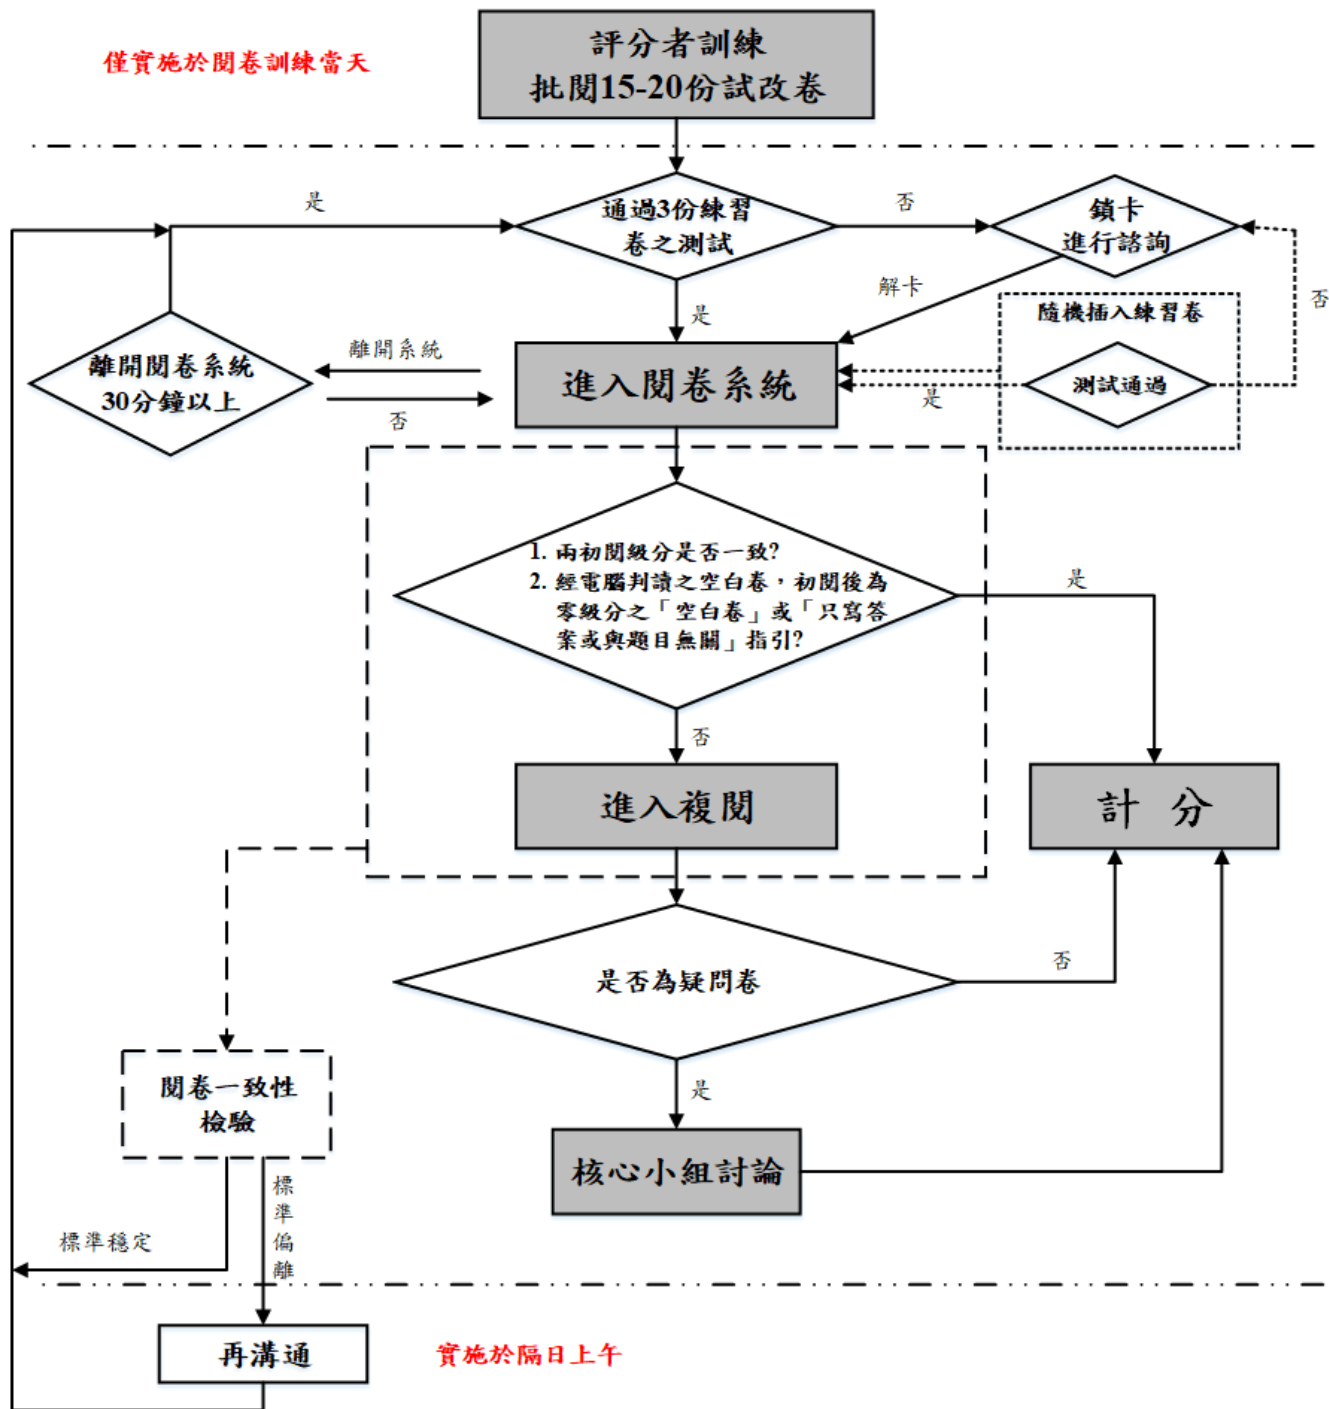 僅實施於閱卷訓練當天
評分者訓練
批閱15-20份試改卷
是
通過3份練習
卷之測試
否
鎖卡
進行諮詢
解卡
是
否
隨機插入練習卷
測試通過
是
離開閱卷系統
30分鐘以上
離開系統
否
進入閱卷系統
1. 兩初閱級分是否一致?
2. 經電腦判讀之空白卷，初閱後為
零級分之「空白卷」或「只寫答
案或與題目無關」指引?
是
否
進入複閱
計 分
是否為疑問卷
否
是
閱卷一致性
檢驗
核心小組討論
標準穩定
標
準
偏
離
再溝通
實施於隔日上午